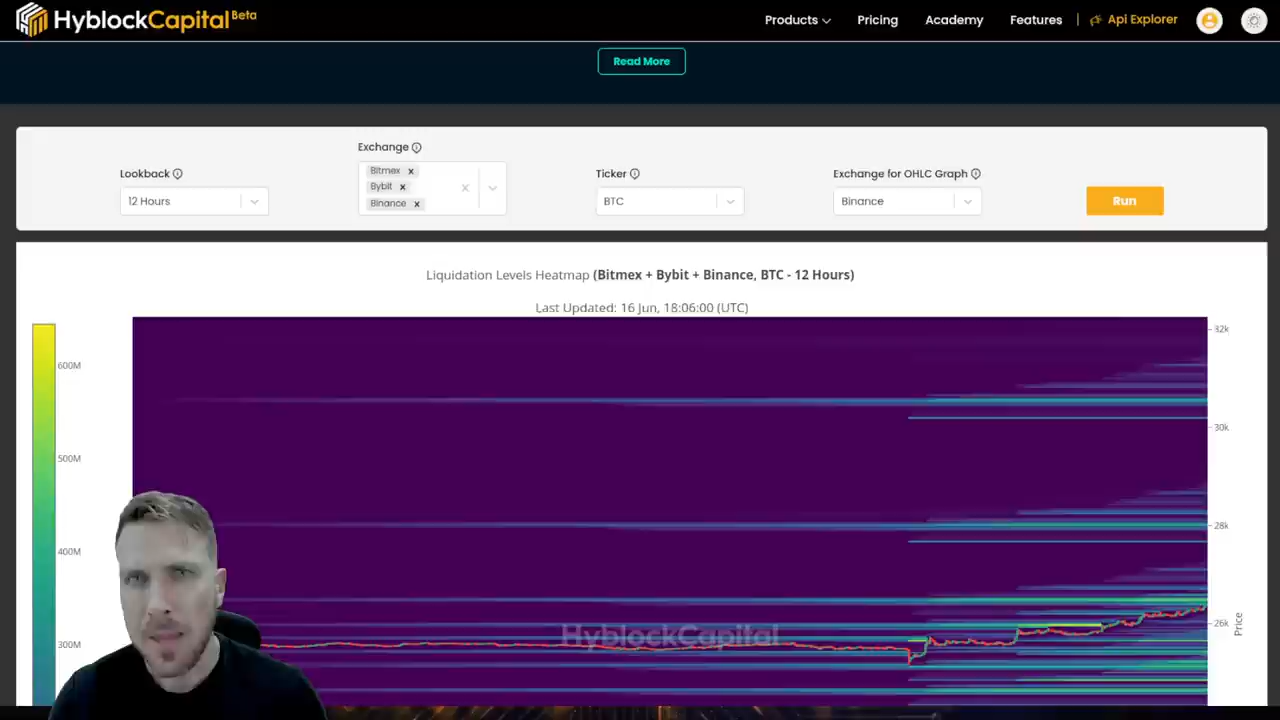 HyblockCapital Beta
Products
Pricing
Academy
Features
Api Explorer
Read More
Lookback
12 Hours
Exchange
Bitmex x
Bybit x
Binance x
Ticker
BTC
Exchange for OHLC Graph
Binance
Run
Liquidation Levels Heatmap (Bitmex + Bybit + Binance, BTC - 12 Hours)
Last Updated: 16 Jun, 18:06:00 (UTC)
600M
500M
400M
300M
32k
30k
28k
26k
Price
HyblockCapital